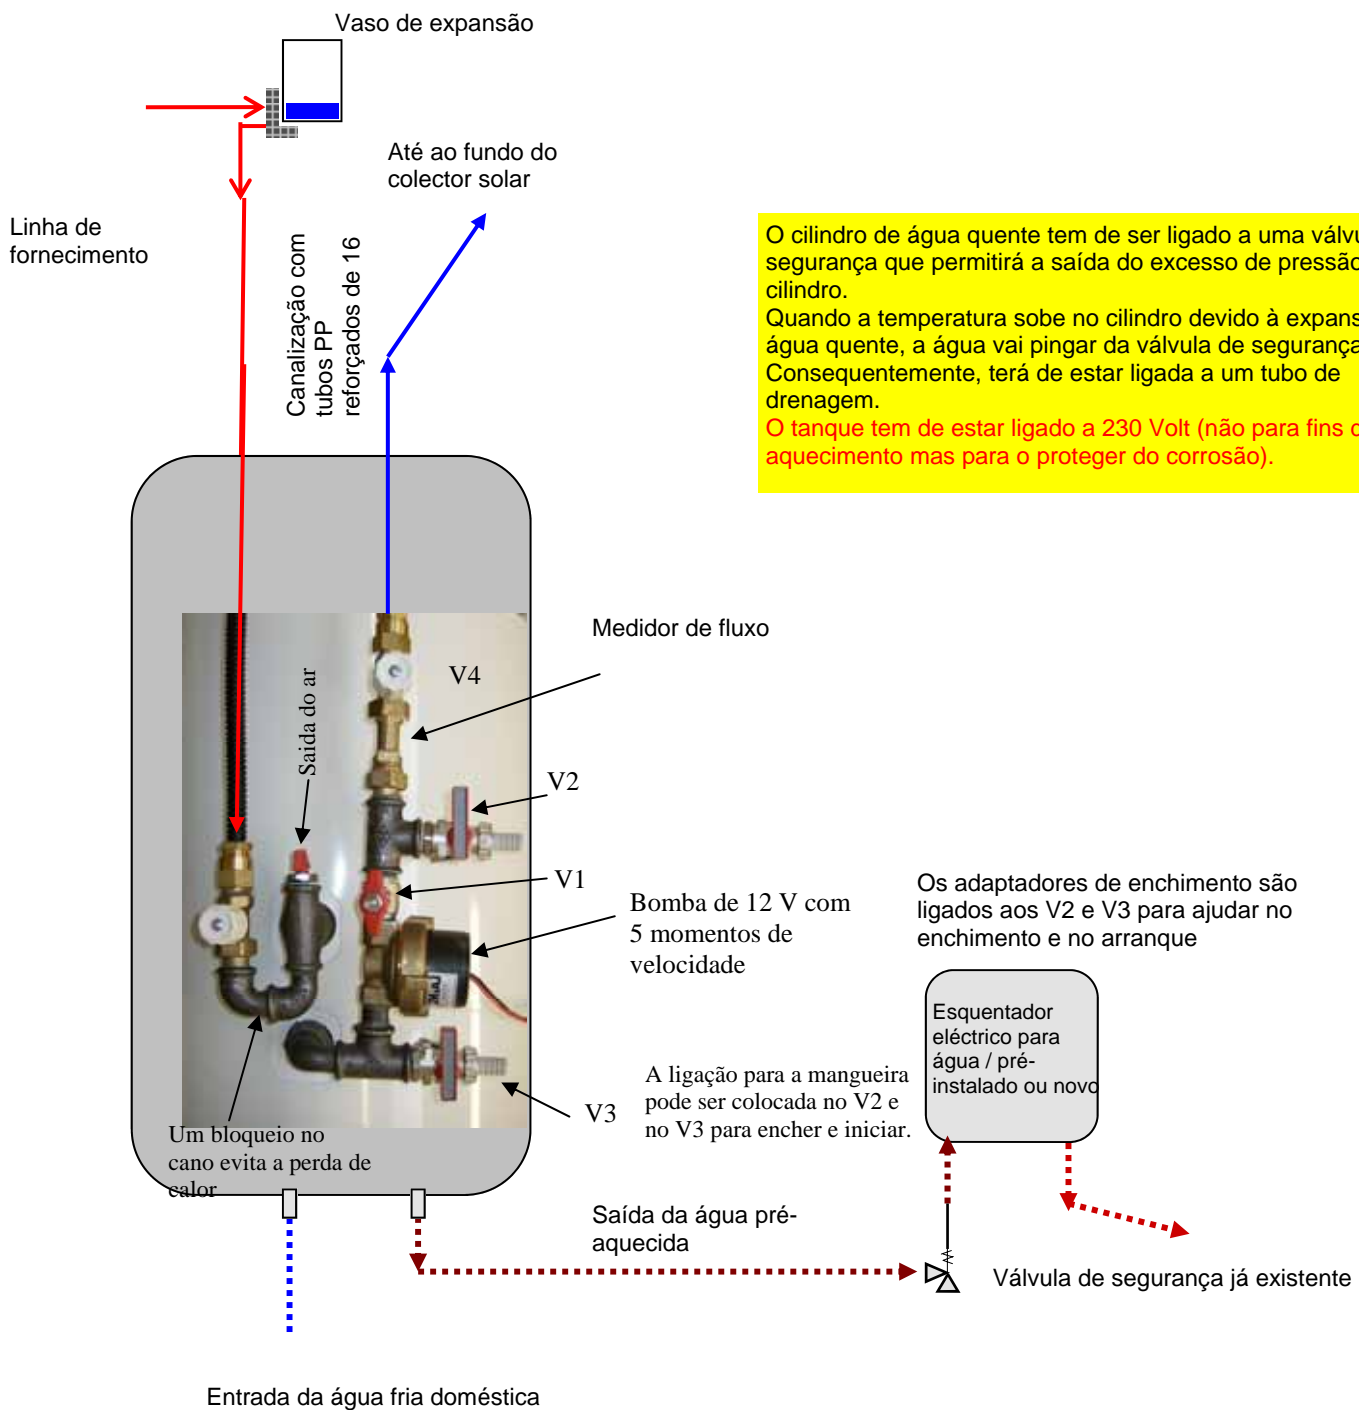 Vaso de expansão
Até ao fundo do
colector solar
Linha de
fornecimento
Canalização com
tubos PP
reforçados de 16
O cilindro de água quente tem de ser ligado a uma
segurança que permitirá a saída do excesso de pressão
cilindro.
Quando a temperatura sobe no cilindro devido à
água quente, a água vai pingar da válvula de segurança
Consequentemente, terá de estar ligada a um tubo de
drenagem.
O tanque tem de estar ligado a 230 Volt (não para fins
aquecimento mas para o proteger do corrosão).
Medidor de fluxo
V4
Saida do ar
V2
V1
Bomba de 12 V com
5 momentos de
velocidade
Os adaptadores de enchimento são
ligados aos V2 e V3 para ajudar no
enchimento e no arranque
Esquentador
eléctrico para
água / pré-
instalado ou novo
A ligação para a mangueira
pode ser colocada no V2 e
no V3 para encher e iniciar.
V3
Um bloqueio no
cano evita a perda de
calor
Saída da água pré-
aquecida
Válvula de segurança já existente
Entrada da água fria doméstica